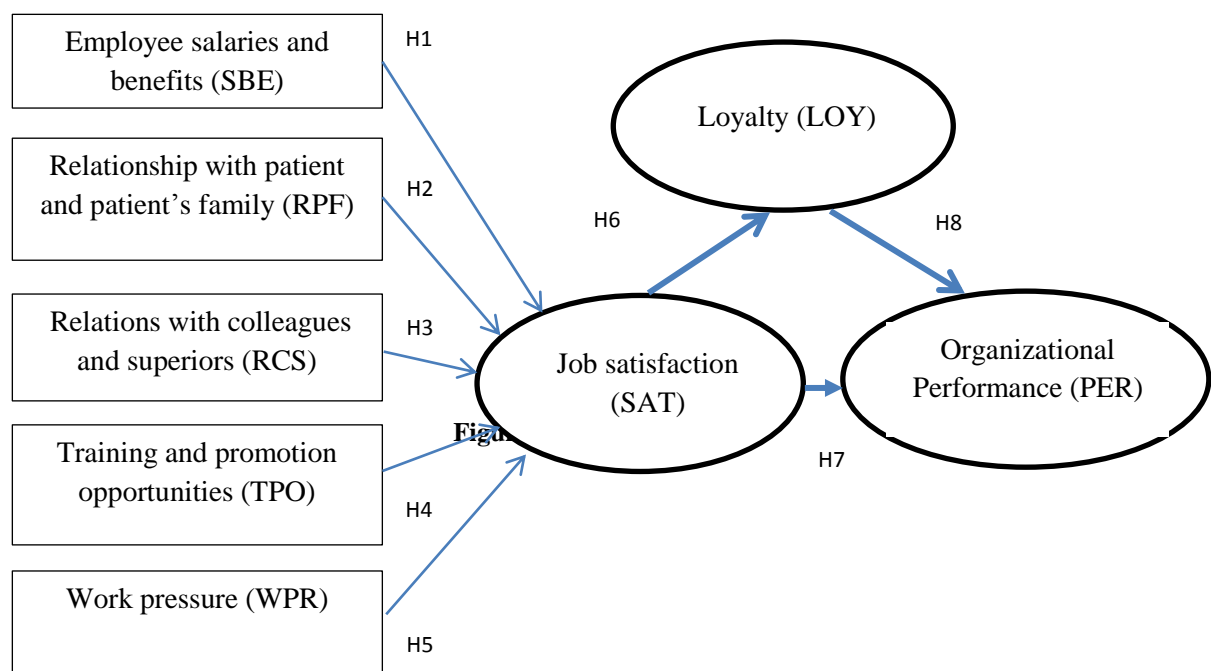 Employee salaries and
benefits (SBE)
H1
Relationship with patient
and patient's family (RPF)
H2
Relations with colleagues
and superiors (RCS)
H3
Training and promotion
opportunities (TPO)
H4
Work pressure (WPR)
H5
Loyalty (LOY)
H6
H8
Job satisfaction
(SAT)
H7
Organizational
Performance (PER)